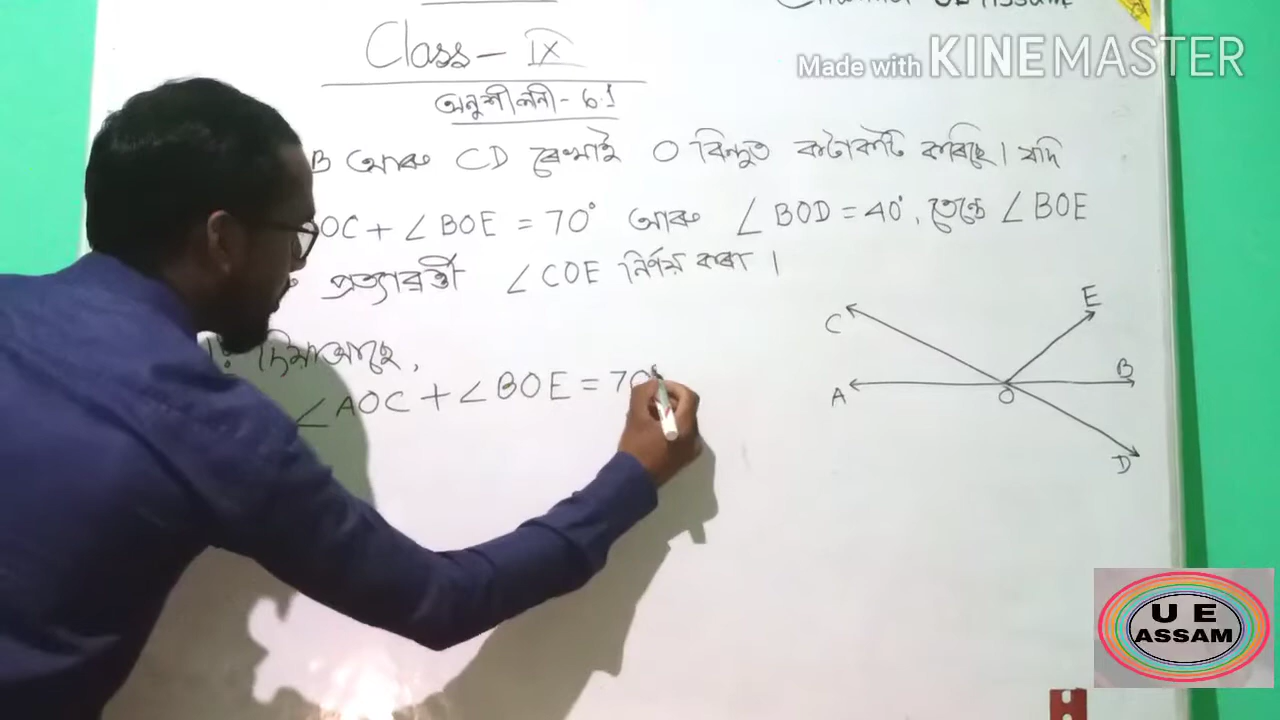 Made with KINEMASTER
Class - IX
অনুশীলনী - 6.1
B আৰু CD ৰেখাই O বিন্দুত কটাকটি কৰিছে। যদি
OC + ∠BOE = 70° আৰু ∠BOD = 40°, তেন্তে ∠BOE
প্ৰত্যাৱৰ্ত্তী ∠COE নিৰ্ণয় কৰা।
দিয়া আছে,
∠AOC + ∠BOE = 70°
C
E
A
O
B
D
U E
ASSAM